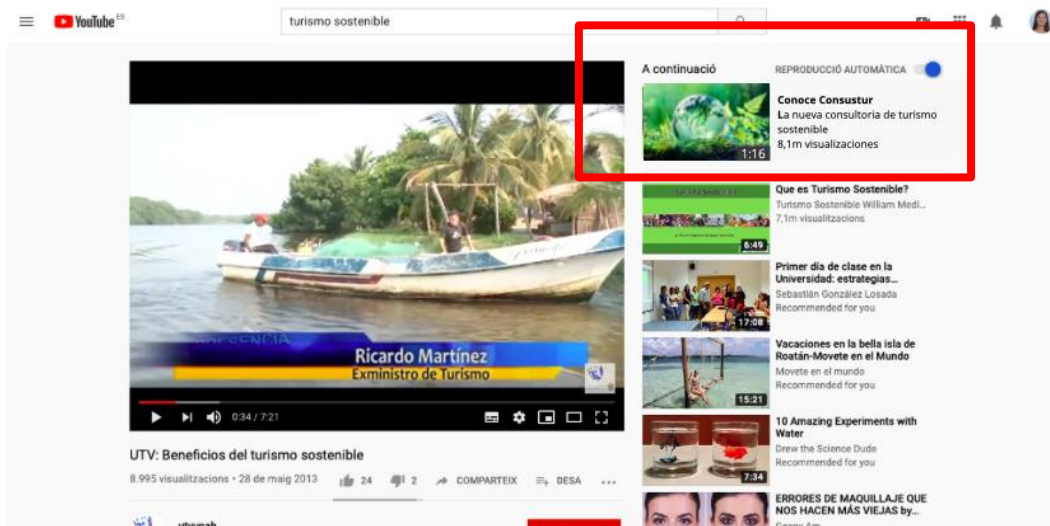 YouTube ES
turismo sostenible
A continuació
REPRODUCCIÓ AUTOMÀTICA
1:16
Conoce Consustur
La nueva consultoria de turismo
sostenible
8,1m visualizaciones
6:49
Que es Turismo Sostenible?
Turismo Sostenible William Medi...
7,1m visualitzacions
17:08
Primer día de clase en la
Universidad: estrategias...
Sebastián González Losada
Recommended for you
15:21
Vacaciones en la bella isla de
Roatán-Movete en el Mundo
Movete en el mundo
Recommended for you
7:34
10 Amazing Experiments with
Water
Drew the Science Dude
Recommended for you
ERRORES DE MAQUILLAJE QUE
NOS HACEN MÁS VIEJAS by...
Ricardo Martínez
Exministro de Turismo
0:34 / 7:21
UTV: Beneficios del turismo sostenible
8.995 visualitzacions • 28 de maig 2013
24
2
COMPARTEIX
DESA